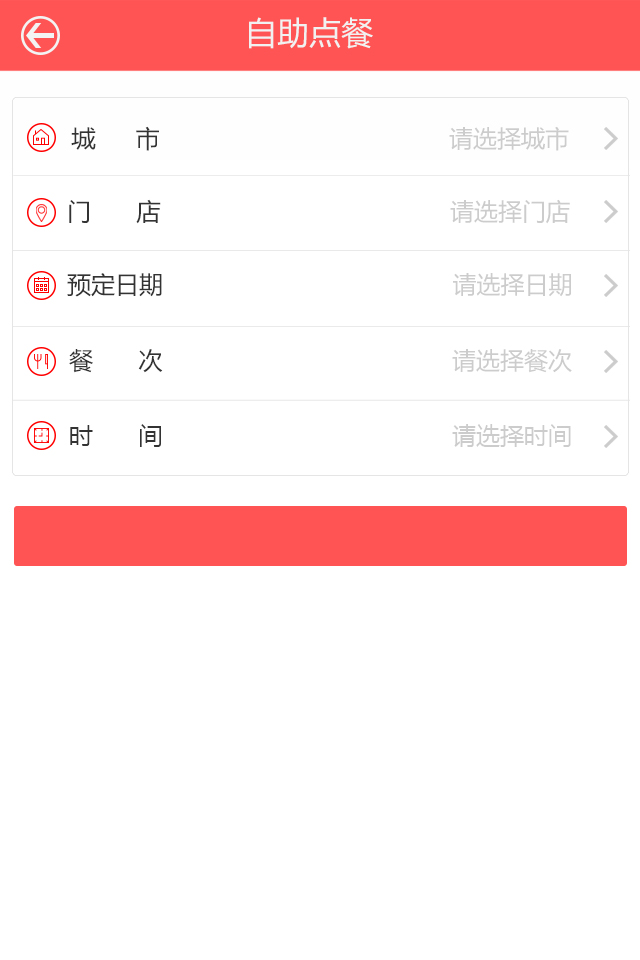 自助点餐
城 市 请选择城市
门 店 请选择门店
预定日期 请选择日期
餐 次 请选择餐次
时 间 请选择时间